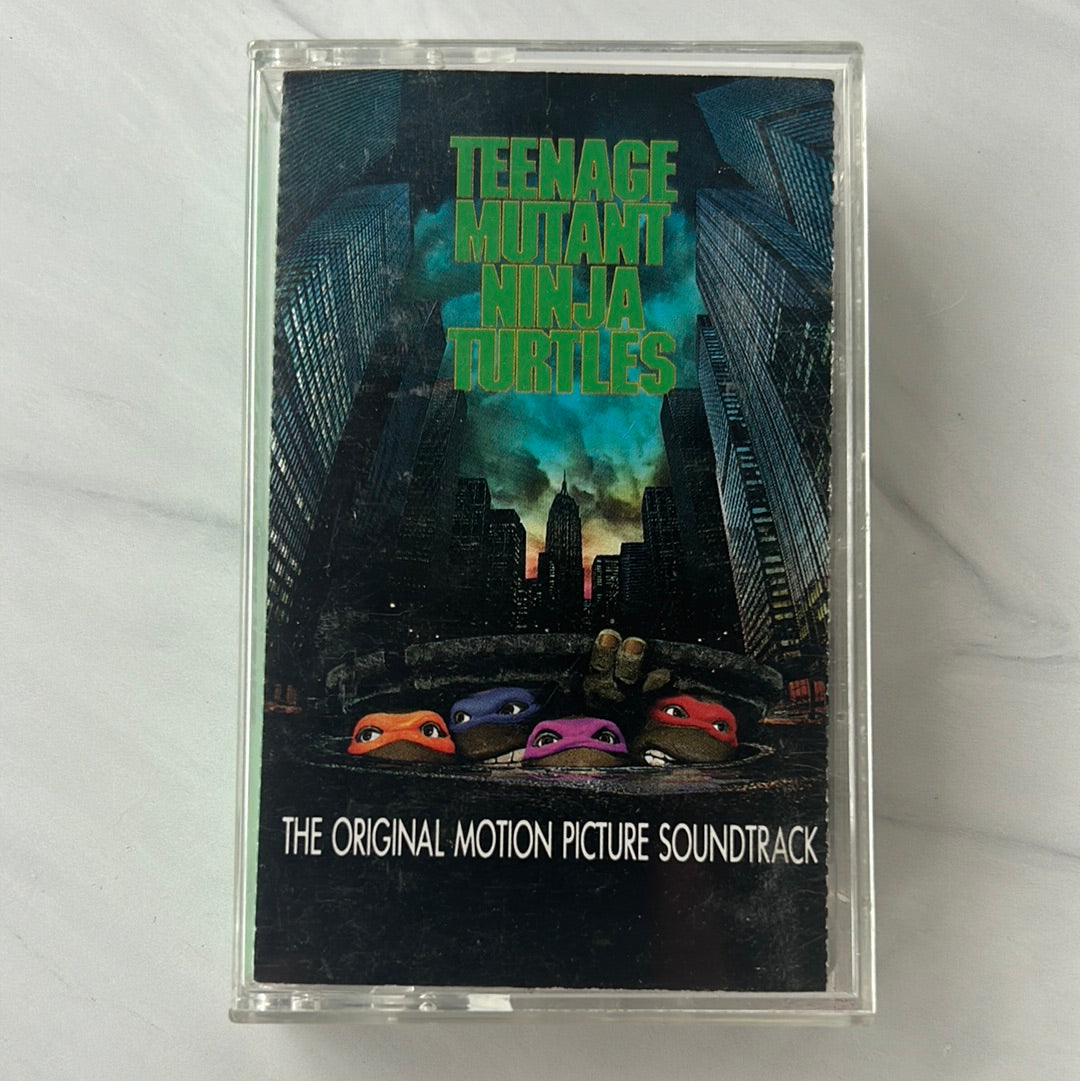 TEENAGE
MUTANT
NINJA
TURTLES
THE ORIGINAL MOTION PICTURE SOUNDTRACK